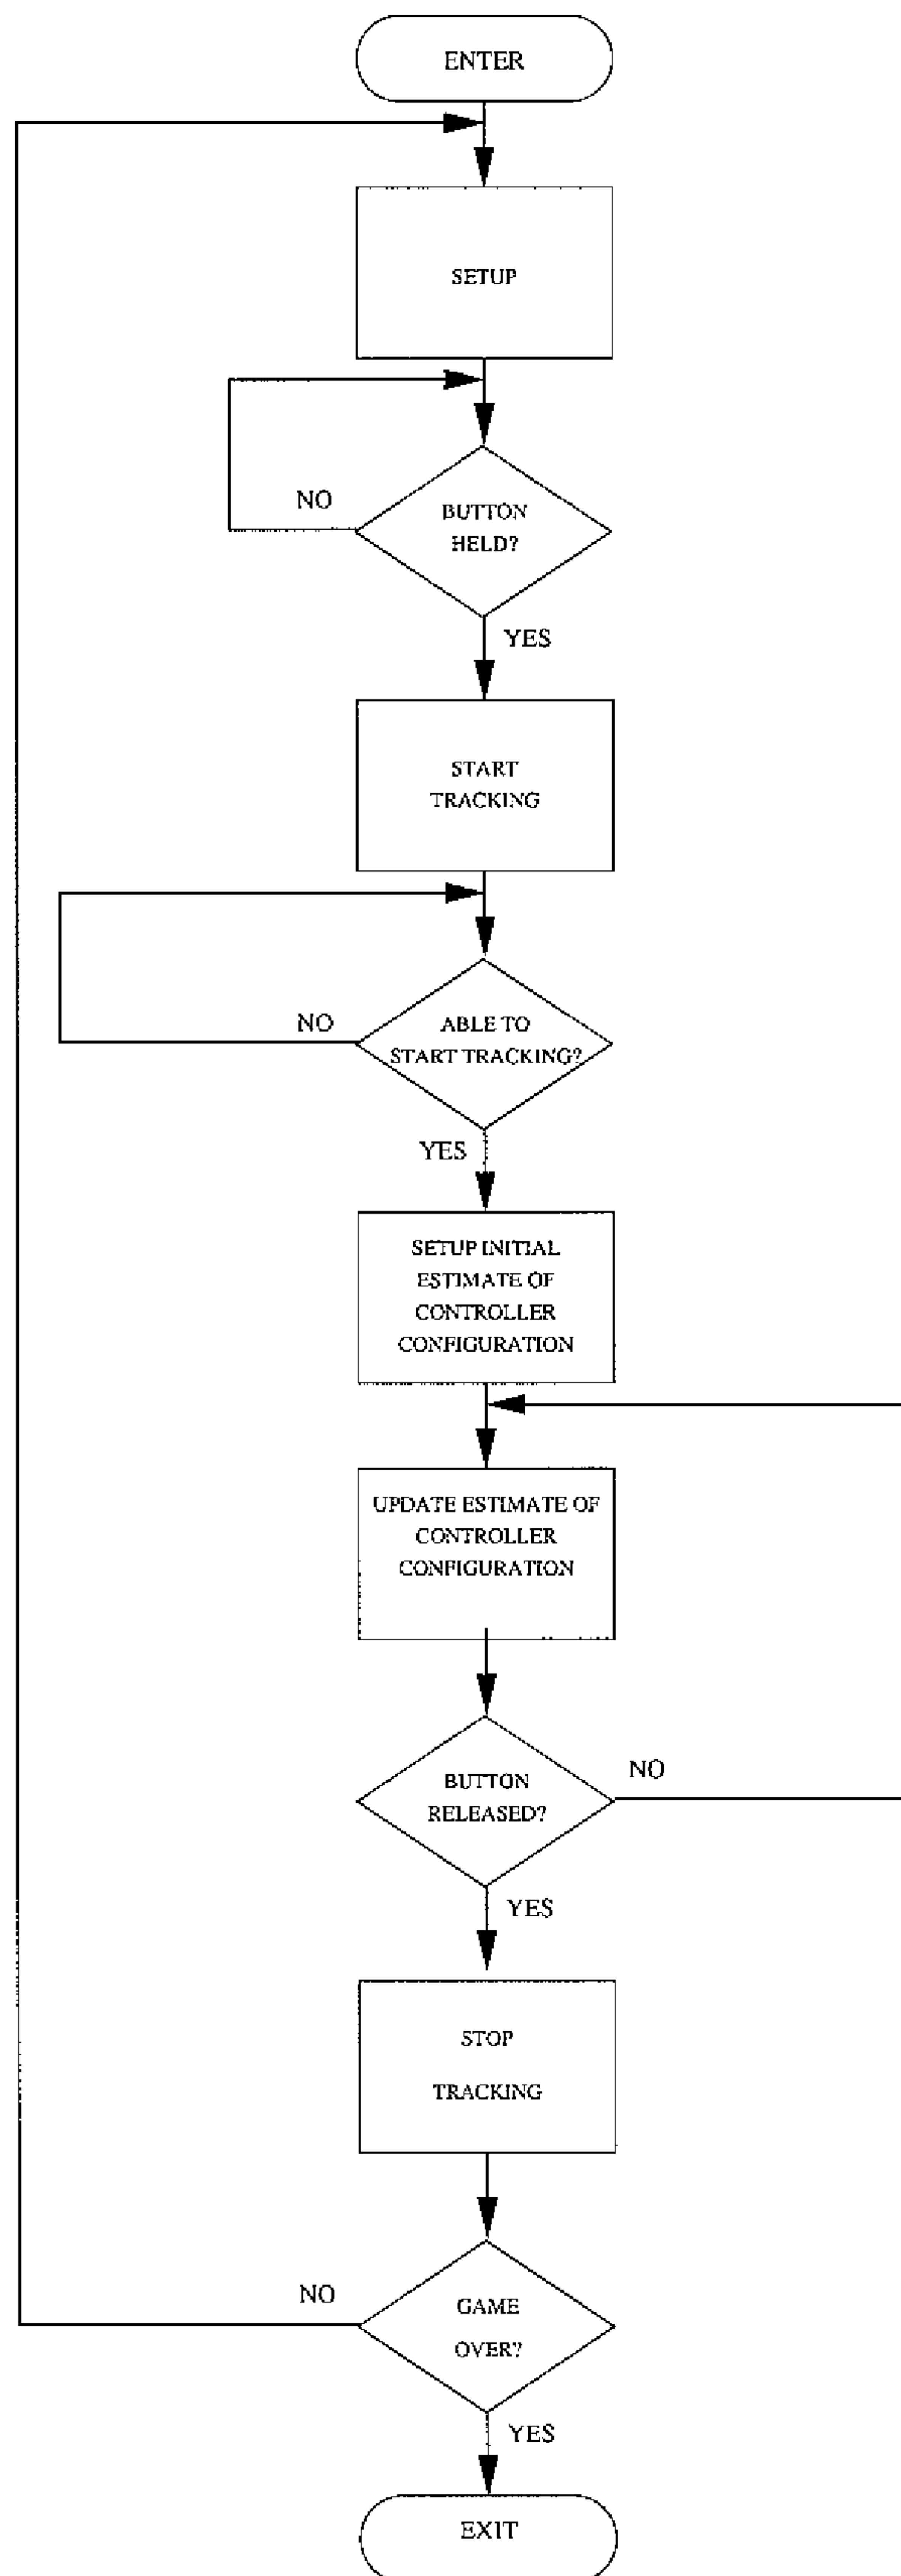 ENTER
SETUP
NO
BUTTON
HELD?
YES
START
TRACKING
NO
ABLE TO
START TRACKING?
YES
SETUP INITIAL
ESTIMATE OF
CONTROLLER
CONFIGURATION
UPDATE ESTIMATE OF
CONTROLLER
CONFIGURATION
BUTTON
RELEASED?
NO
YES
STOP
TRACKING
NO
GAME
OVER?
YES
EXIT